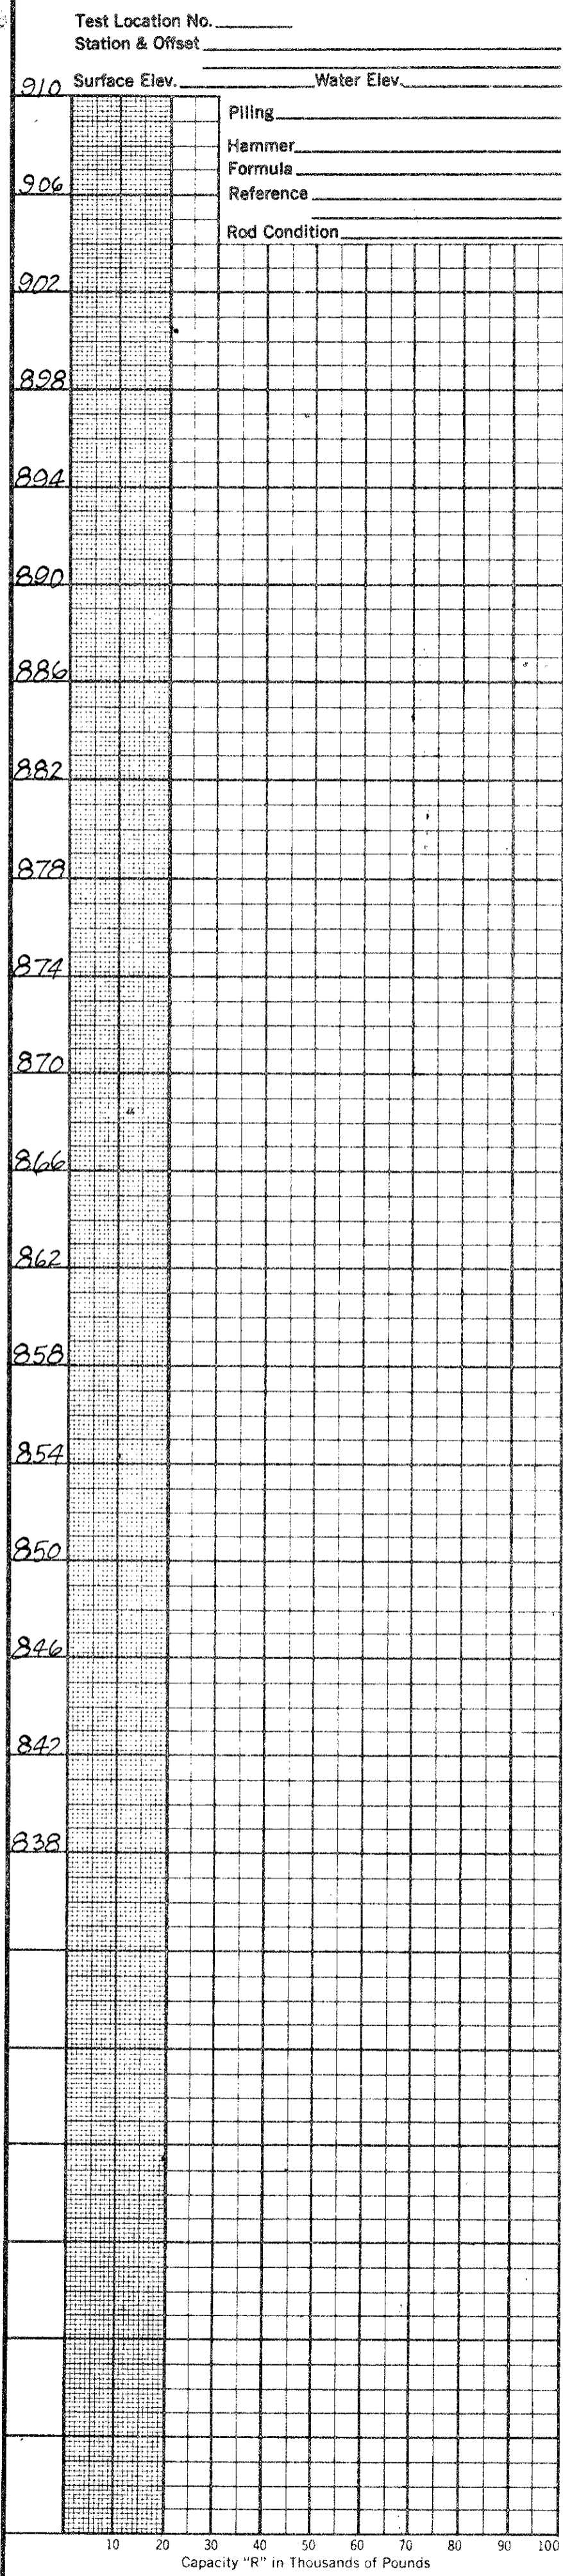 Test Location No.
Station & Offset
Surface Elev. Water Elev.
910
Piling
Hammer
Formula
906
Reference
Rod Condition
902
898
894
890
886
882
878
874
870
866
862
858
854
850
846
842
838
10 20 30 40 50 60 70 80 90 100
Capacity "R" in Thousands of Pounds